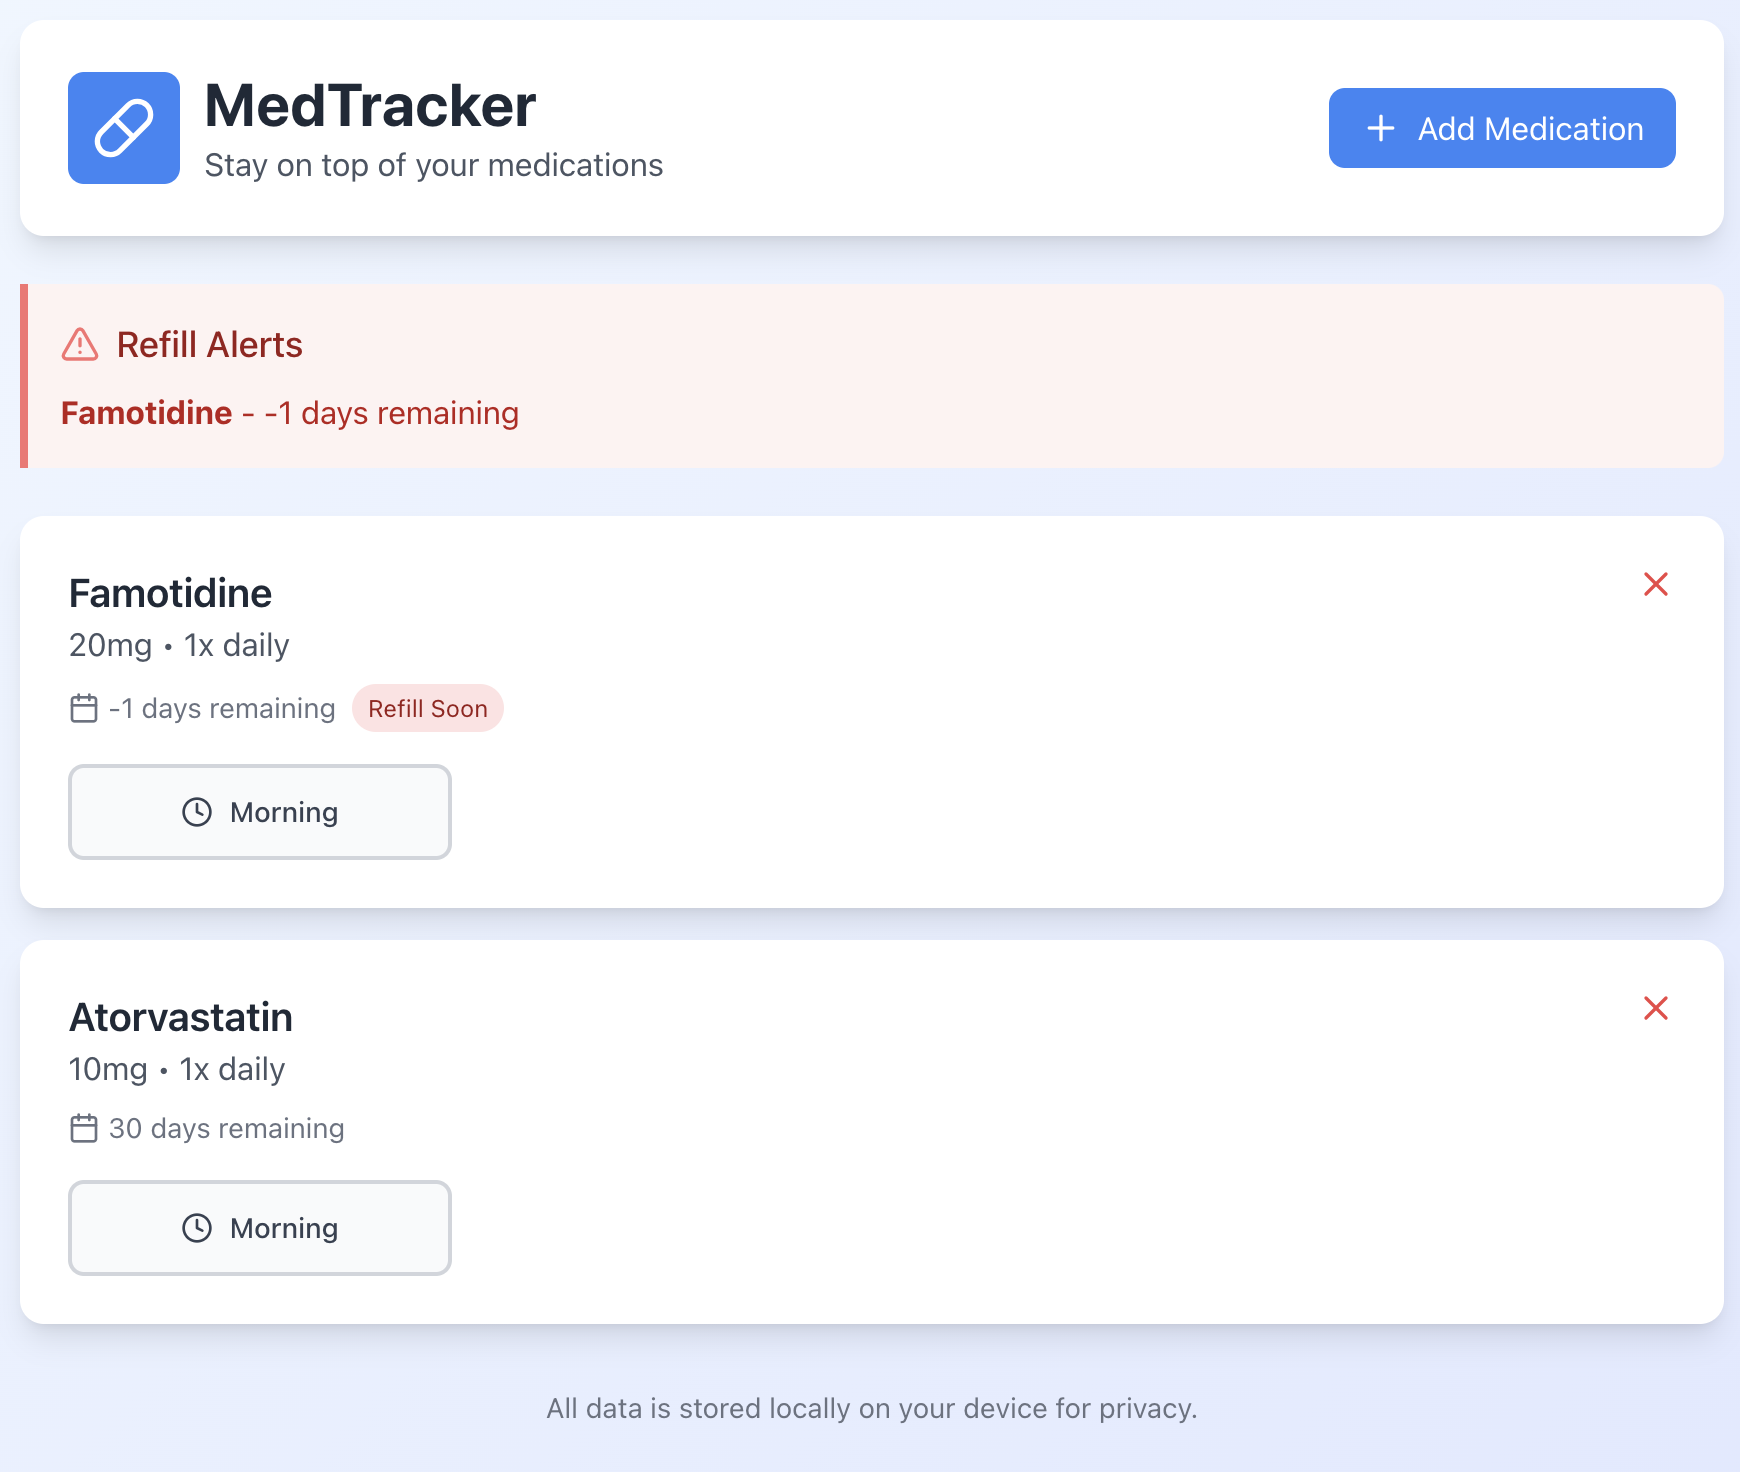 MedTracker
Stay on top of your medications
Add Medication
Refill Alerts
Famotidine - -1 days remaining
Famotidine
20mg • 1x daily
-1 days remaining Refill Soon
Morning
Atorvastatin
10mg • 1x daily
30 days remaining
Morning
All data is stored locally on your device for privacy.